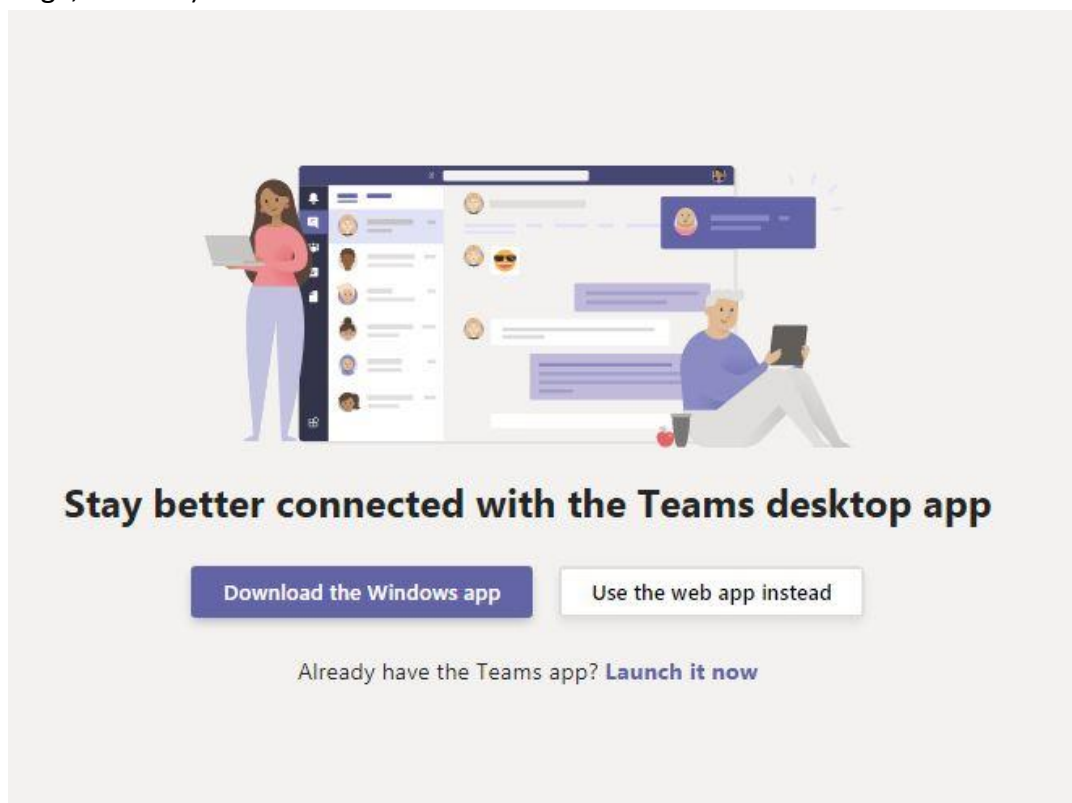 Stay better connected with the Teams desktop app
Download the Windows app
Use the web app instead
Already have the Teams app? Launch it now